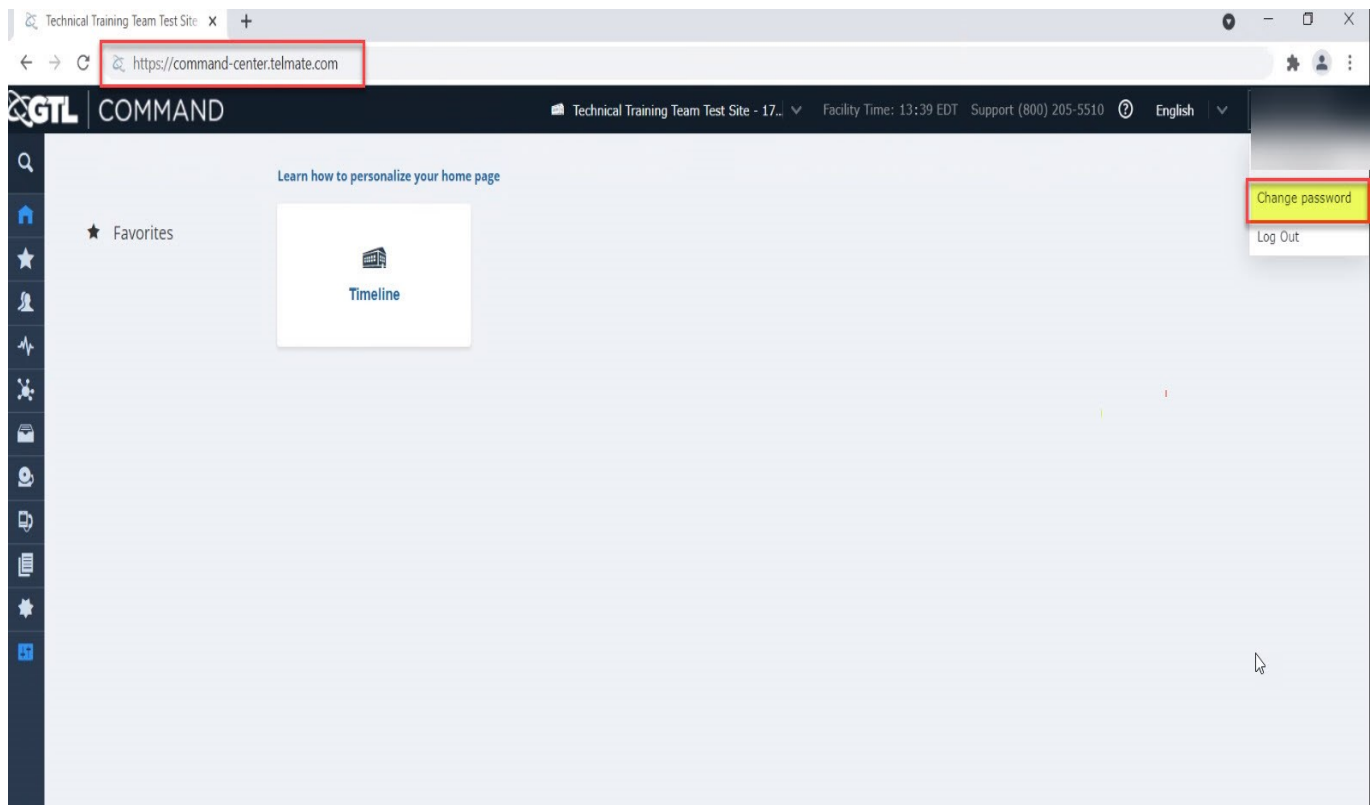 Technical Training Team Test Site
https://command-center.telmate.com
GTL COMMAND Technical Training Team Test Site - 17... Facility Time: 13:39 EDT Support (800) 205-5510 English
Learn how to personalize your home page
Change password
Favorites
Log Out
Timeline